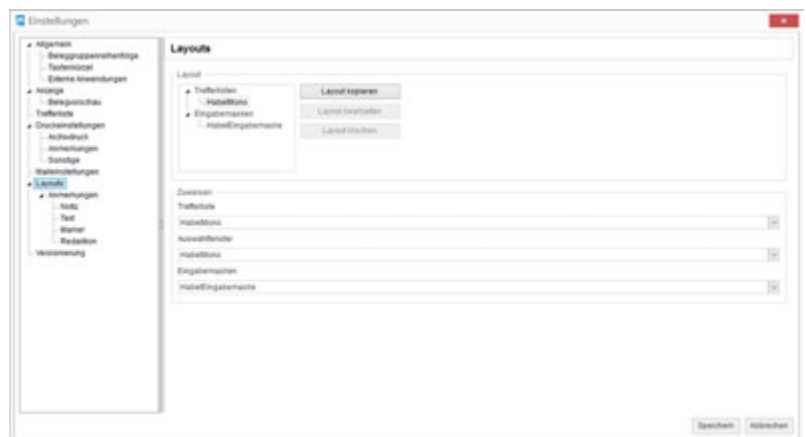 Einstellungen
Allgemein
Beleggruppenreihenfolge
Tastenkürzel
Externe Anwendungen
Anzeige
Belegvorschau
Trefferliste
Druckeinstellungen
Archivdruck
Anmerkungen
Sonstige
Maileinstellungen
Layouts
Anmerkungen
Notiz
Text
Marker
Redaktion
Versionierung
Layouts
Layout
Trefferlisten
HabelMono
Eingabemasken
HabelEingabemaske
Layout kopieren
Layout bearbeiten
Layout löschen
Zuweisen
Trefferliste
HabelMono
Auswahlfenster
HabelMono
Eingabemasken
HabelEingabemaske
Speichern Abbrechen